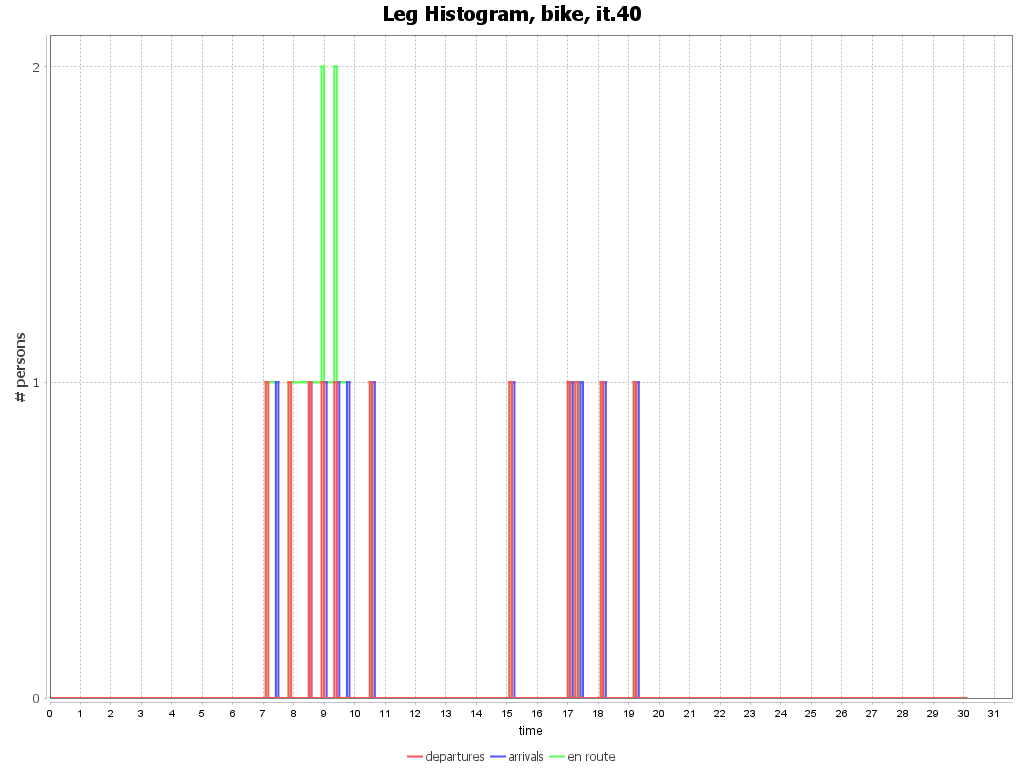 Leg Histogram, bike, it.40
# persons
2
1
0
0 1 2 3 4 5 6 7 8 9 10 11 12 13 14 15 16 17 18 19 20 21 22 23 24 25 26 27 28 29 30 31
time
departures arrivals en route